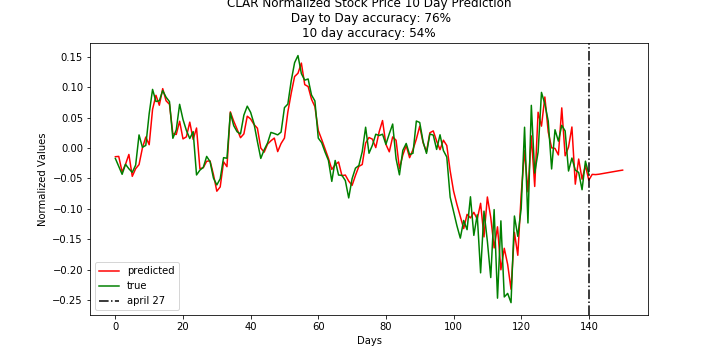 CLAR Normalized Stock Price 10 Day Prediction
Day to Day accuracy: 76%
10 day accuracy: 54%
Normalized Values
0.15
0.10
0.05
0.00
−0.05
−0.10
−0.15
−0.20
−0.25
predicted
true
april 27
0 20 40 60 80 100 120 140
Days